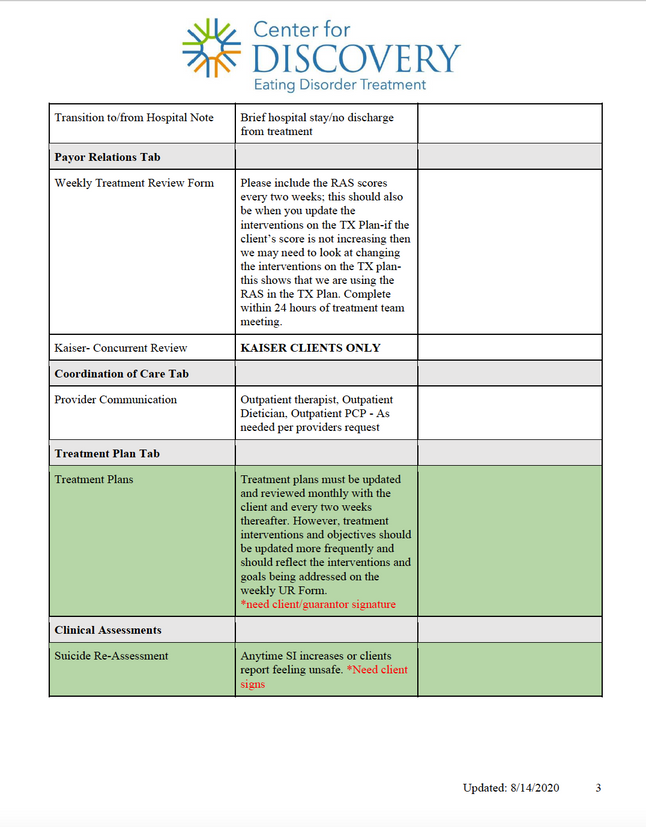 Center for
DISCOVERY
Eating Disorder Treatment
Transition to/from Hospital Note
Brief hospital stay/no discharge
from treatment
Payor Relations Tab
Weekly Treatment Review Form
Please include the RAS scores
every two weeks; this should also
be when you update the
interventions on the TX Plan-if the
client's score is not increasing then
we may need to look at changing
the interventions on the TX plan-
this shows that we are using the
RAS in the TX Plan. Complete
within 24 hours of treatment team
meeting.
Kaiser- Concurrent Review
KAISER CLIENTS ONLY
Coordination of Care Tab
Provider Communication
Outpatient therapist, Outpatient
Dietician, Outpatient PCP - As
needed per providers request
Treatment Plan Tab
Treatment Plans
Treatment plans must be updated
and reviewed monthly with the
client and every two weeks
thereafter. However, treatment
interventions and objectives should
be updated more frequently and
should reflect the interventions and
goals being addressed on the
weekly UR Form.
*need client/guarantor signature
Clinical Assessments
Suicide Re-Assessment
Anytime SI increases or clients
report feeling unsafe. *Need client
signs
Updated: 8/14/2020 3